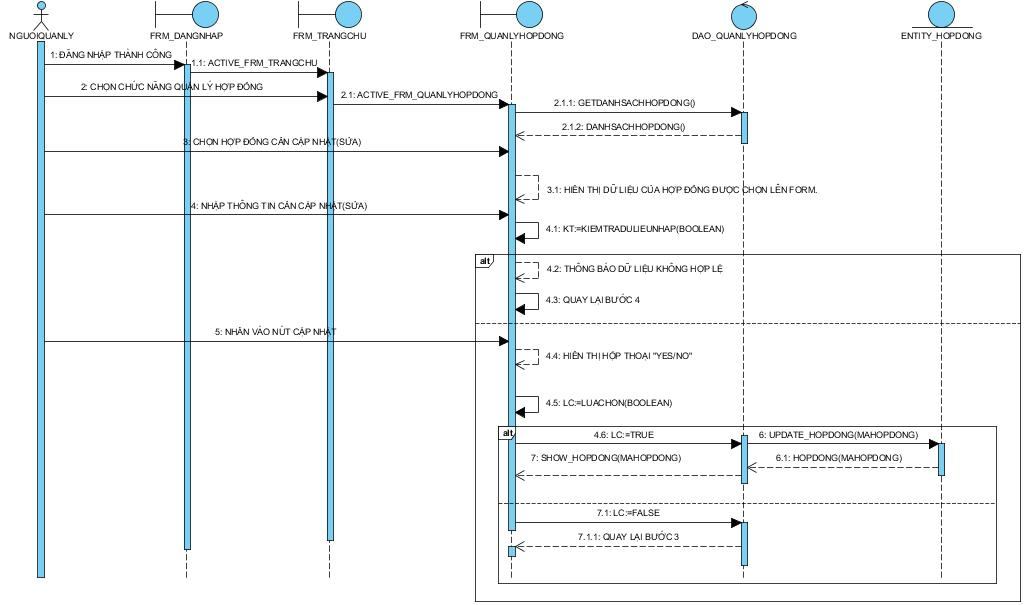 NGUOIQUANLY
FRM_DANGNHAP
FRM_TRANGCHU
FRM_QUANLYHOPDONG
DAO_QUANLYHOPDONG
ENTITY_HOPDONG
1: ĐĂNG NHẬP THÀNH CÔNG
1.1: ACTIVE_FRM_TRANGCHU
2: CHỌN CHỨC NĂNG QUẢN LÝ HỢP ĐỒNG
2.1: ACTIVE_FRM_QUANLYHOPDONG
2.1.1: GETDANHSACHHOPDONG()
2.1.2: DANHSACHHOPDONG()
3: CHỌN HỢP ĐỒNG CẦN CẬP NHẬT(SỬA)
3.1: HIỂN THỊ DỮ LIỆU CỦA HỢP ĐỒNG ĐƯỢC CHỌN LÊN FORM.
4: NHẬP THÔNG TIN CẦN CẬP NHẬT(SỬA)
4.1: KT:=KIEMTRADULIEUNHAP(BOOLEAN)
alt
4.2: THÔNG BÁO DỮ LIỆU KHÔNG HỢP LỆ
4.3: QUAY LẠI BƯỚC 4
5: NHẤN VÀO NÚT CẬP NHẬT
4.4: HIỂN THỊ HỘP THOẠI "YES/NO"
4.5: LC:=LUACHON(BOOLEAN)
alt
4.6: LC:=TRUE
6: UPDATE_HOPDONG(MAHOPDONG)
7: SHOW_HOPDONG(MAHOPDONG)
6.1: HOPDONG(MAHOPDONG)
7.1: LC:=FALSE
7.1.1: QUAY LẠI BƯỚC 3